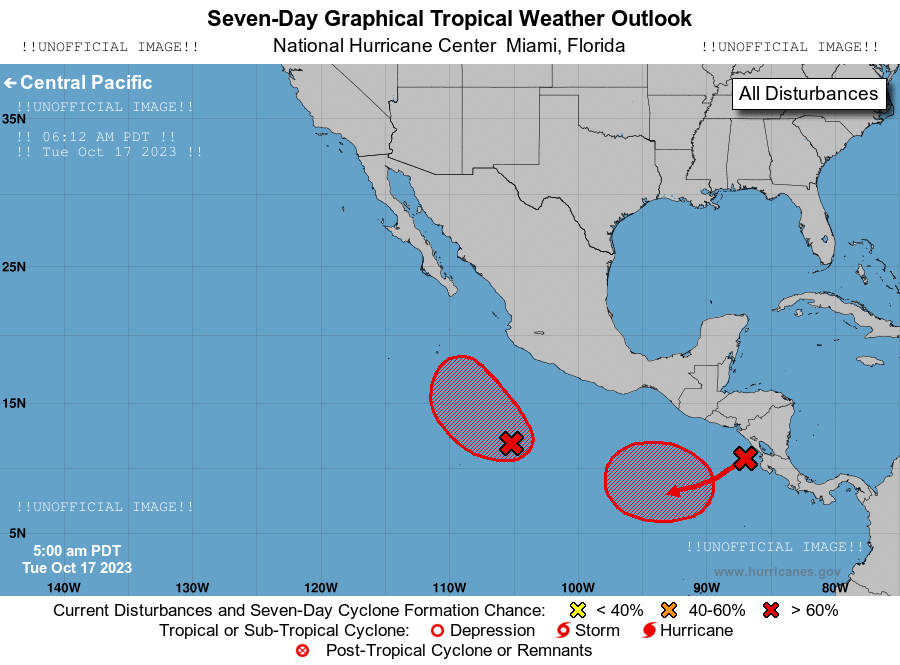 Seven-Day Graphical Tropical Weather Outlook
!!UNOFFICIAL IMAGE!! National Hurricane Center Miami, Florida !!UNOFFICIAL IMAGE!!
← Central Pacific
All Disturbances
!!UNOFFICIAL IMAGE!!
35N
!! 06:12 AM PDT !!
!! Tue Oct 17 2023 !!
25N
15N
!!UNOFFICIAL IMAGE!!
5N
5:00 am PDT
!!UNOFFICIAL IMAGE!!
Tue Oct 17 2023
www.hurricanes.gov
140W 130W 120W 110W 100W 90W 80W
Current Disturbances and Seven-Day Cyclone Formation Chance: < 40% 40-60% > 60%
Tropical or Sub-Tropical Cyclone: Depression Storm Hurricane
Post-Tropical Cyclone or Remnants